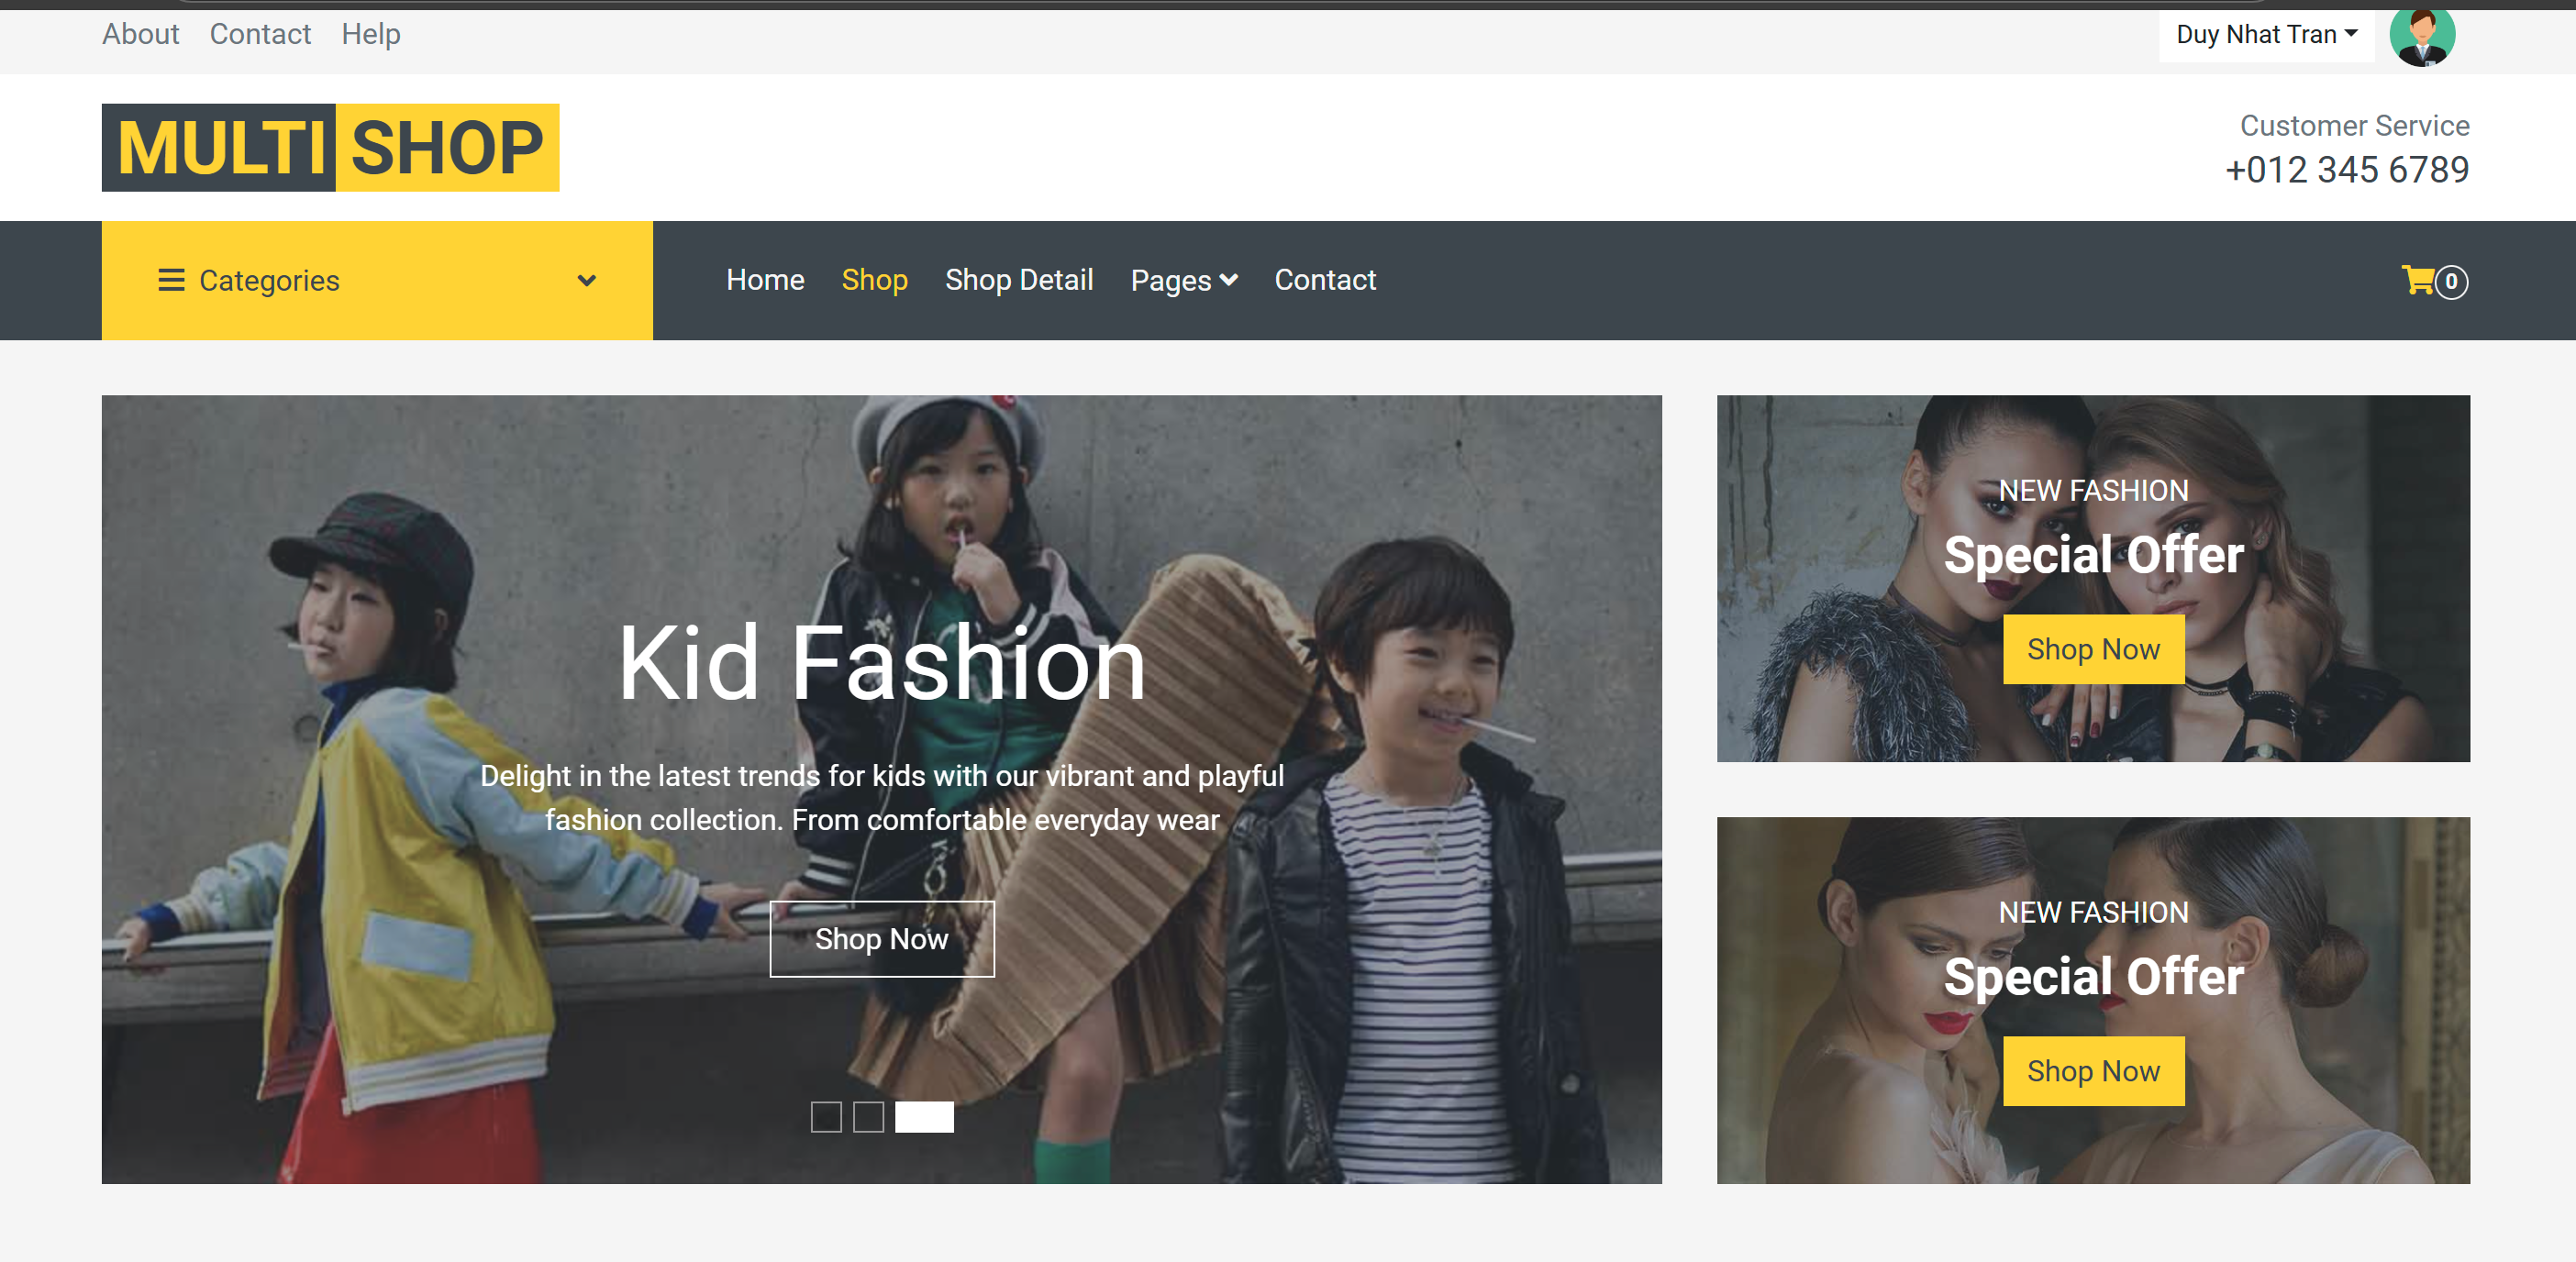 About Contact Help
Duy Nhat Tran
MULTI SHOP
Customer Service
+012 345 6789
Categories
Home Shop Shop Detail Pages Contact
0
Kid Fashion
Delight in the latest trends for kids with our vibrant and playful
fashion collection. From comfortable everyday wear
Shop Now
NEW FASHION
Special Offer
Shop Now
NEW FASHION
Special Offer
Shop Now